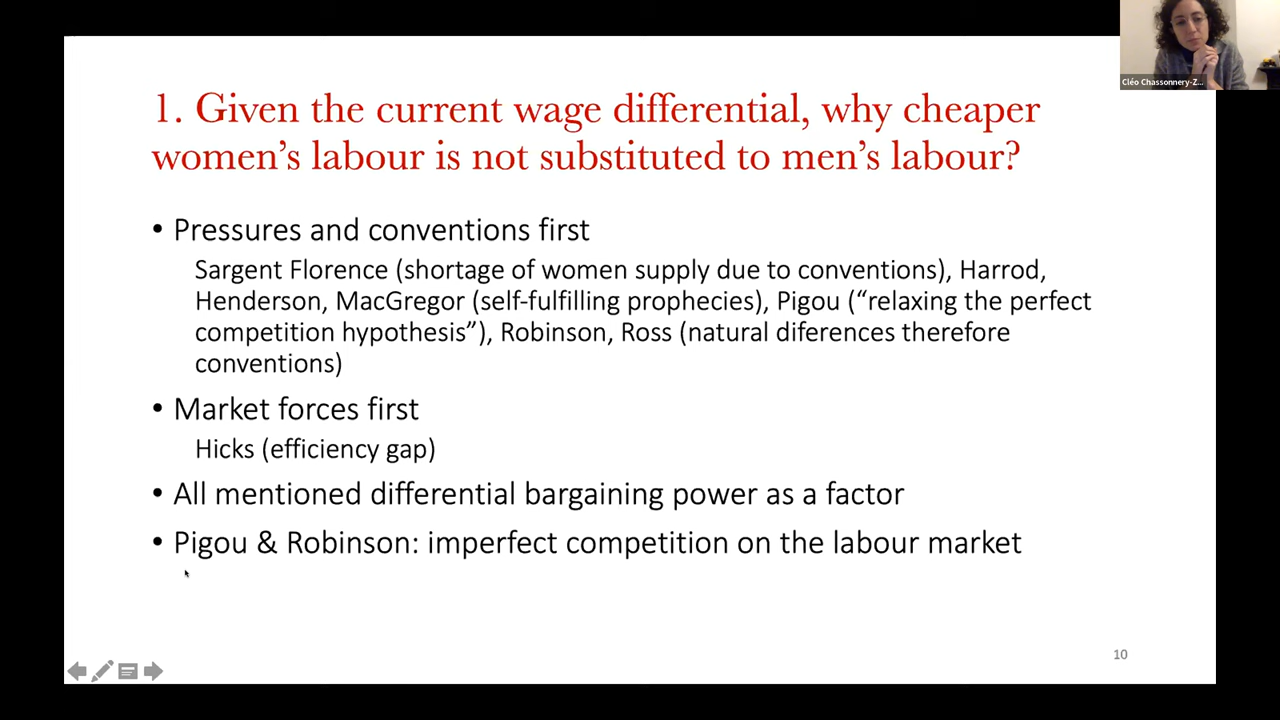 Cléo Chassonnery-Z...
1. Given the current wage differential, why cheaper
women’s labour is not substituted to men’s labour?
• Pressures and conventions first
Sargent Florence (shortage of women supply due to conventions), Harrod,
Henderson, MacGregor (self-fulfilling prophecies), Pigou (“relaxing the perfect
competition hypothesis”), Robinson, Ross (natural diferences therefore
conventions)
• Market forces first
Hicks (efficiency gap)
• All mentioned differential bargaining power as a factor
• Pigou & Robinson: imperfect competition on the labour market
10